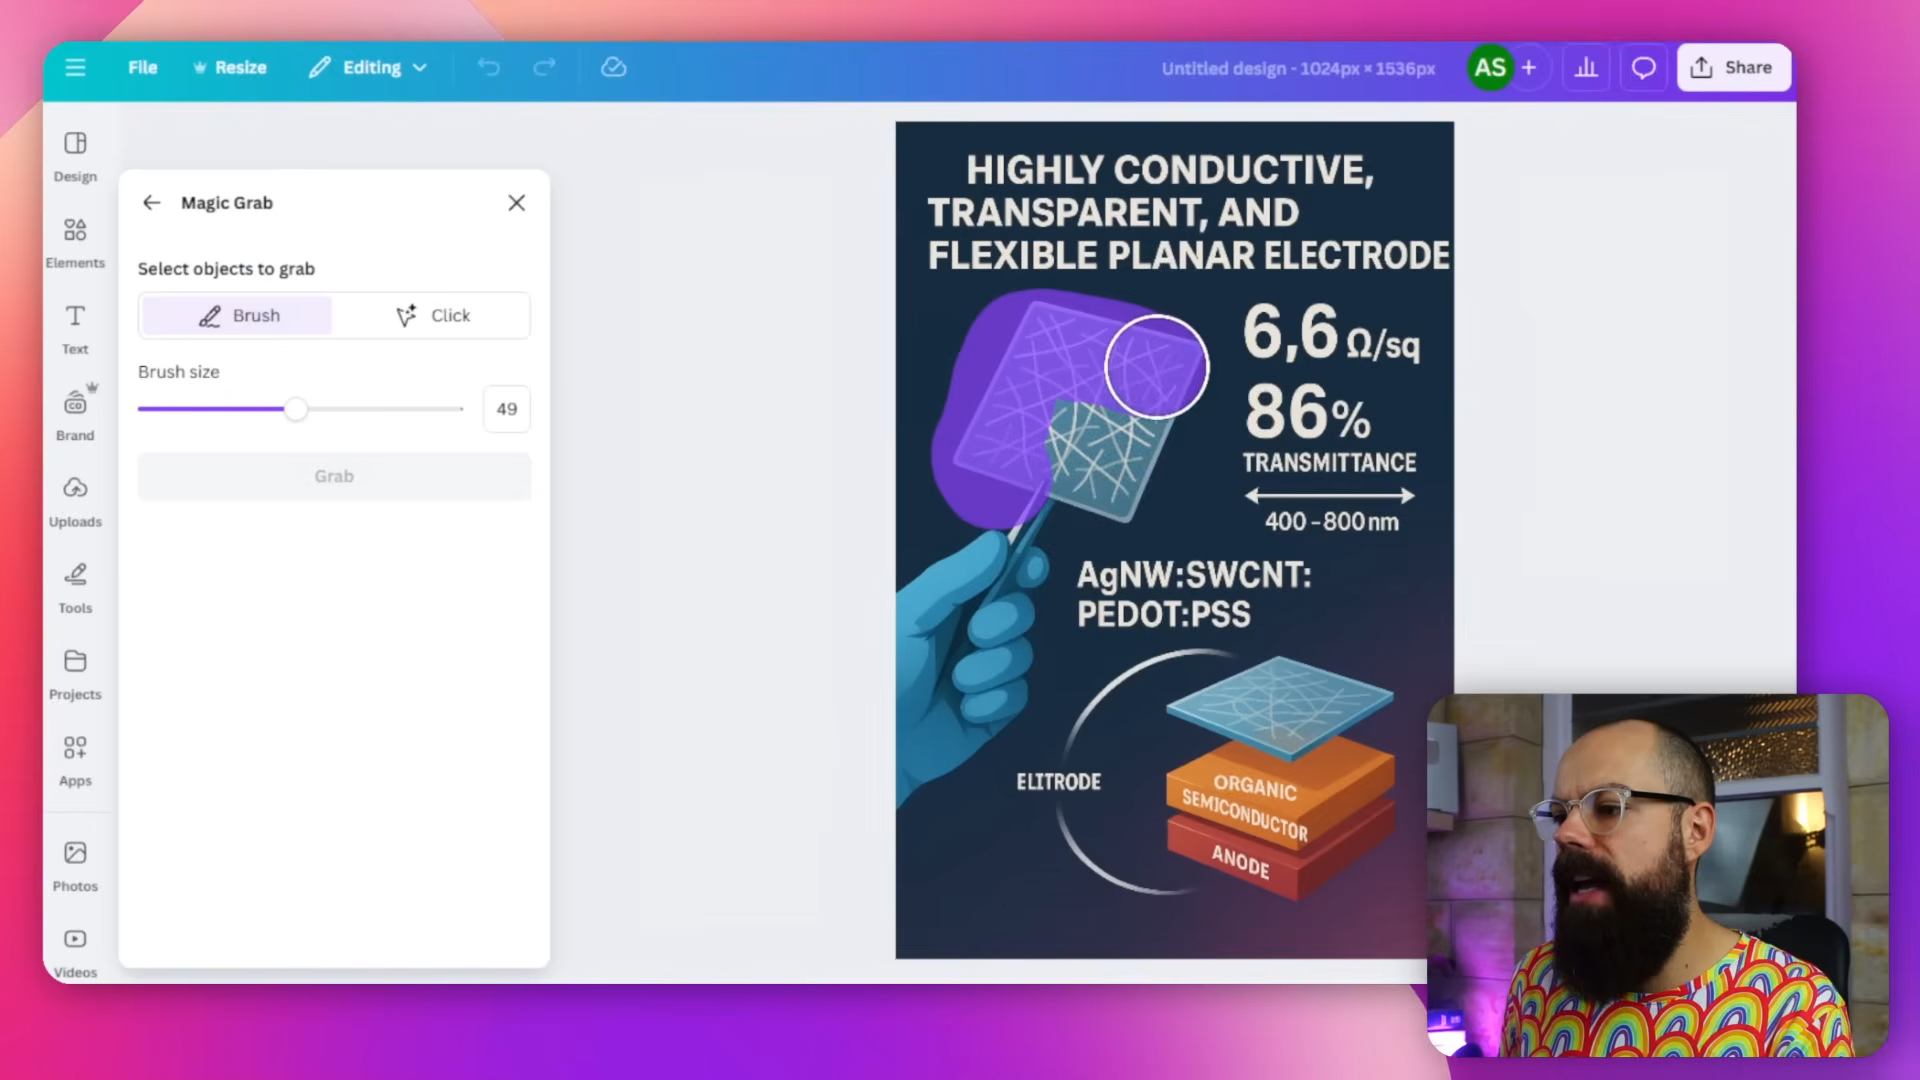 File
Resize
Editing
Untitled design - 1024px × 1536px
AS
+
Share
Design
Elements
Text
Brand
Uploads
Tools
Projects
Apps
Photos
Videos
Magic Grab
Select objects to grab
Brush
Click
Brush size
49
Grab
HIGHLY CONDUCTIVE,
TRANSPARENT, AND
FLEXIBLE PLANAR ELECTRODE
6,6 Ω/sq
86%
TRANSMITTANCE
400-800nm
AgNW:SWCNT:
PEDOT:PSS
ELITRODE
ORGANIC
SEMICONDUCTOR
ANODE